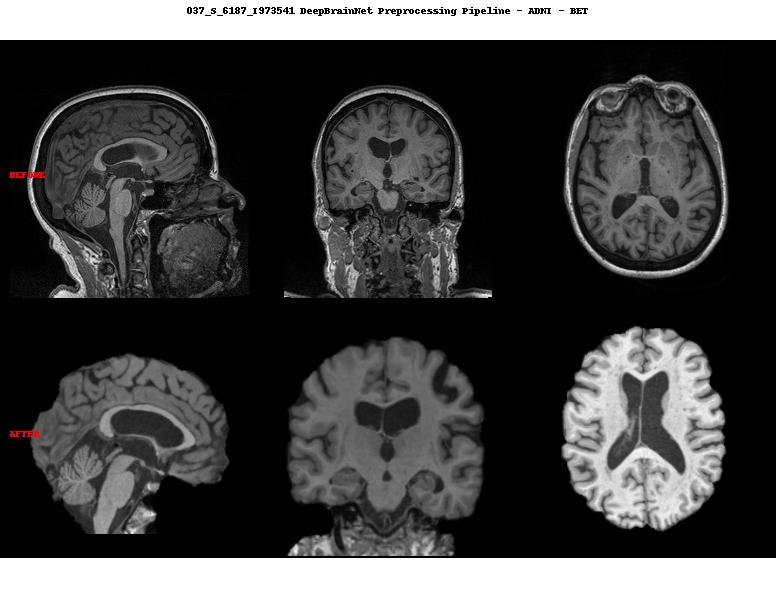 037_S_6187_I973541 DeepBrainNet Preprocessing Pipeline - ADNI - BET
BEFORE
AFTER